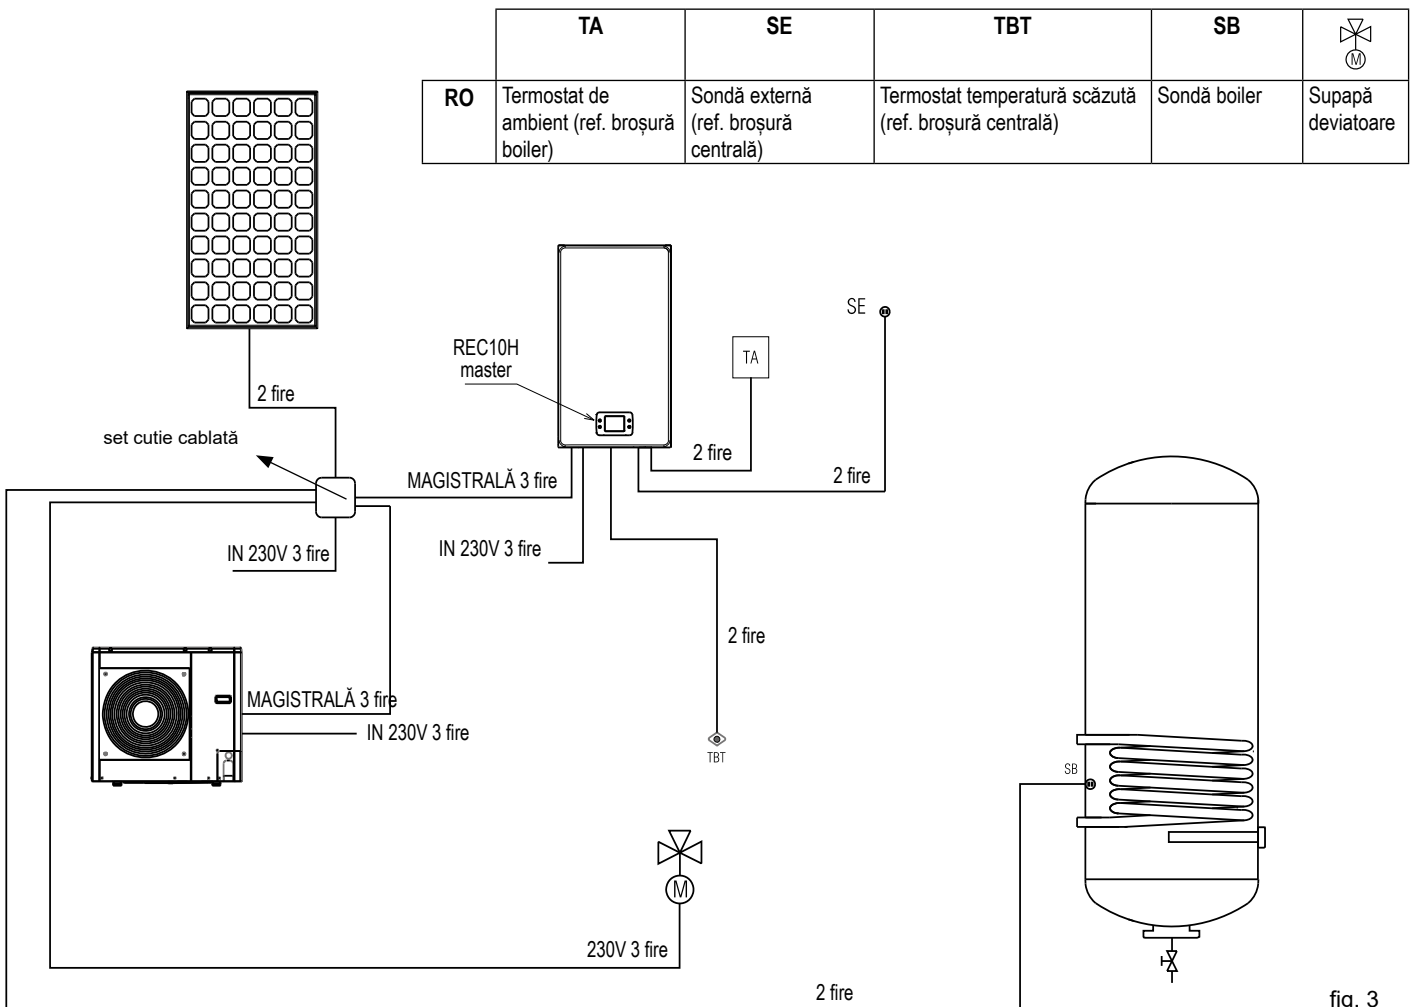 TA
SE
TBT
SB
M
RO
Termostat de
ambient (ref. broșură
boiler)
Sondă externă
(ref. broșură
centrală)
Termostat temperatură scăzută
(ref. broșură centrală)
Sondă boiler
Supapă
deviatoare
SE
REC10H
master
TA
2 fire
set cutie cablată
2 fire
2 fire
MAGISTRALĂ 3 fire
IN 230V 3 fire
IN 230V 3 fire
2 fire
MAGISTRALĂ 3 fire
IN 230V 3 fire
TBT
SB
M
230V 3 fire
2 fire
fig. 3